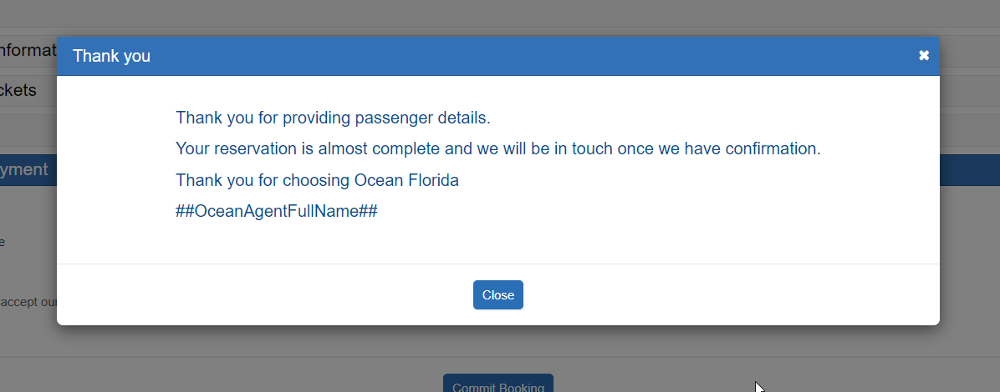 nformat
Thank you
ckets
Thank you for providing passenger details.
Your reservation is almost complete and we will be in touch once we have confirmation.
yment
Thank you for choosing Ocean Florida
##OceanAgentFullName##
e
Close
accept our
Commit Booking